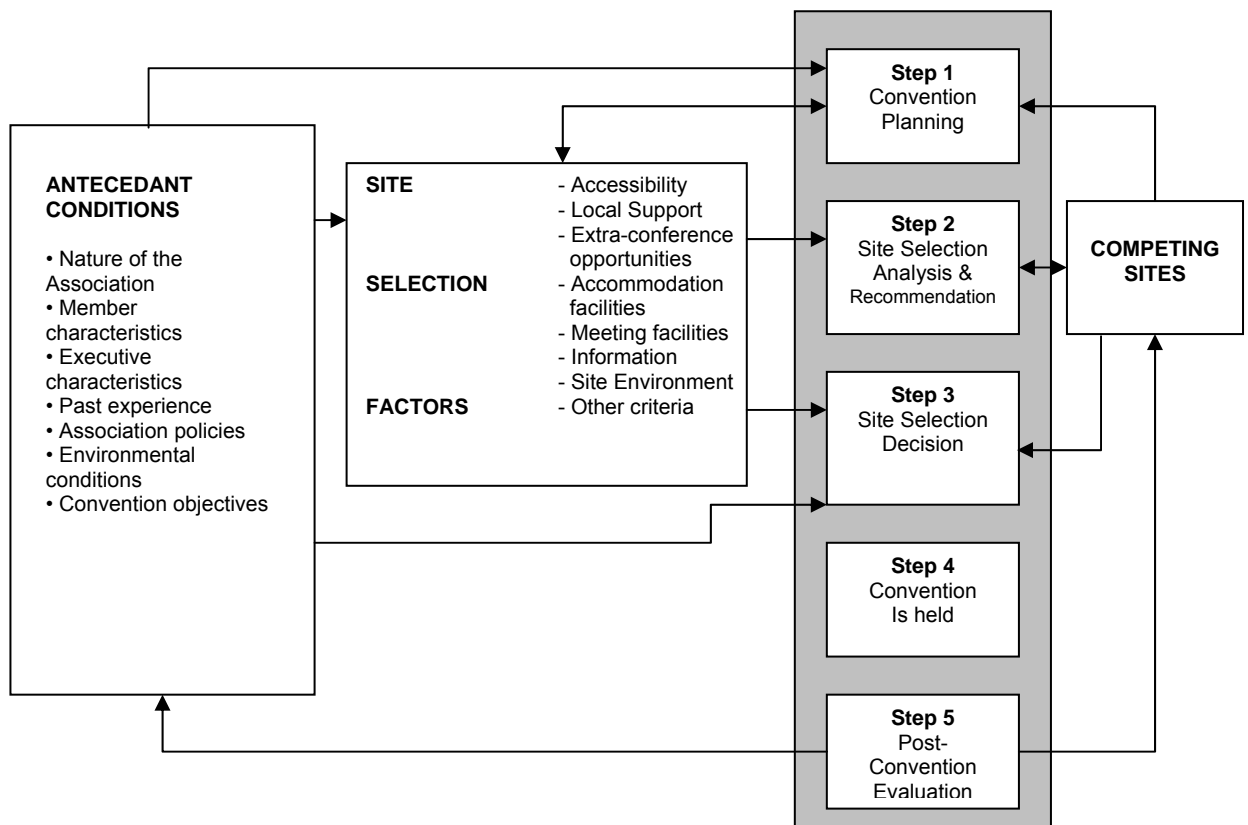 ANTECEDANT
CONDITIONS
• Nature of the
Association
• Member
characteristics
• Executive
characteristics
• Past experience
• Association policies
• Environmental
conditions
• Convention objectives
SITE
SELECTION
FACTORS
- Accessibility
- Local Support
- Extra-conference
opportunities
- Accommodation
facilities
- Meeting facilities
- Information
- Site Environment
- Other criteria
Step 1
Convention
Planning
Step 2
Site Selection
Analysis &
Recommendation
Step 3
Site Selection
Decision
Step 4
Convention
Is held
Step 5
Post-
Convention
Evaluation
COMPETING
SITES